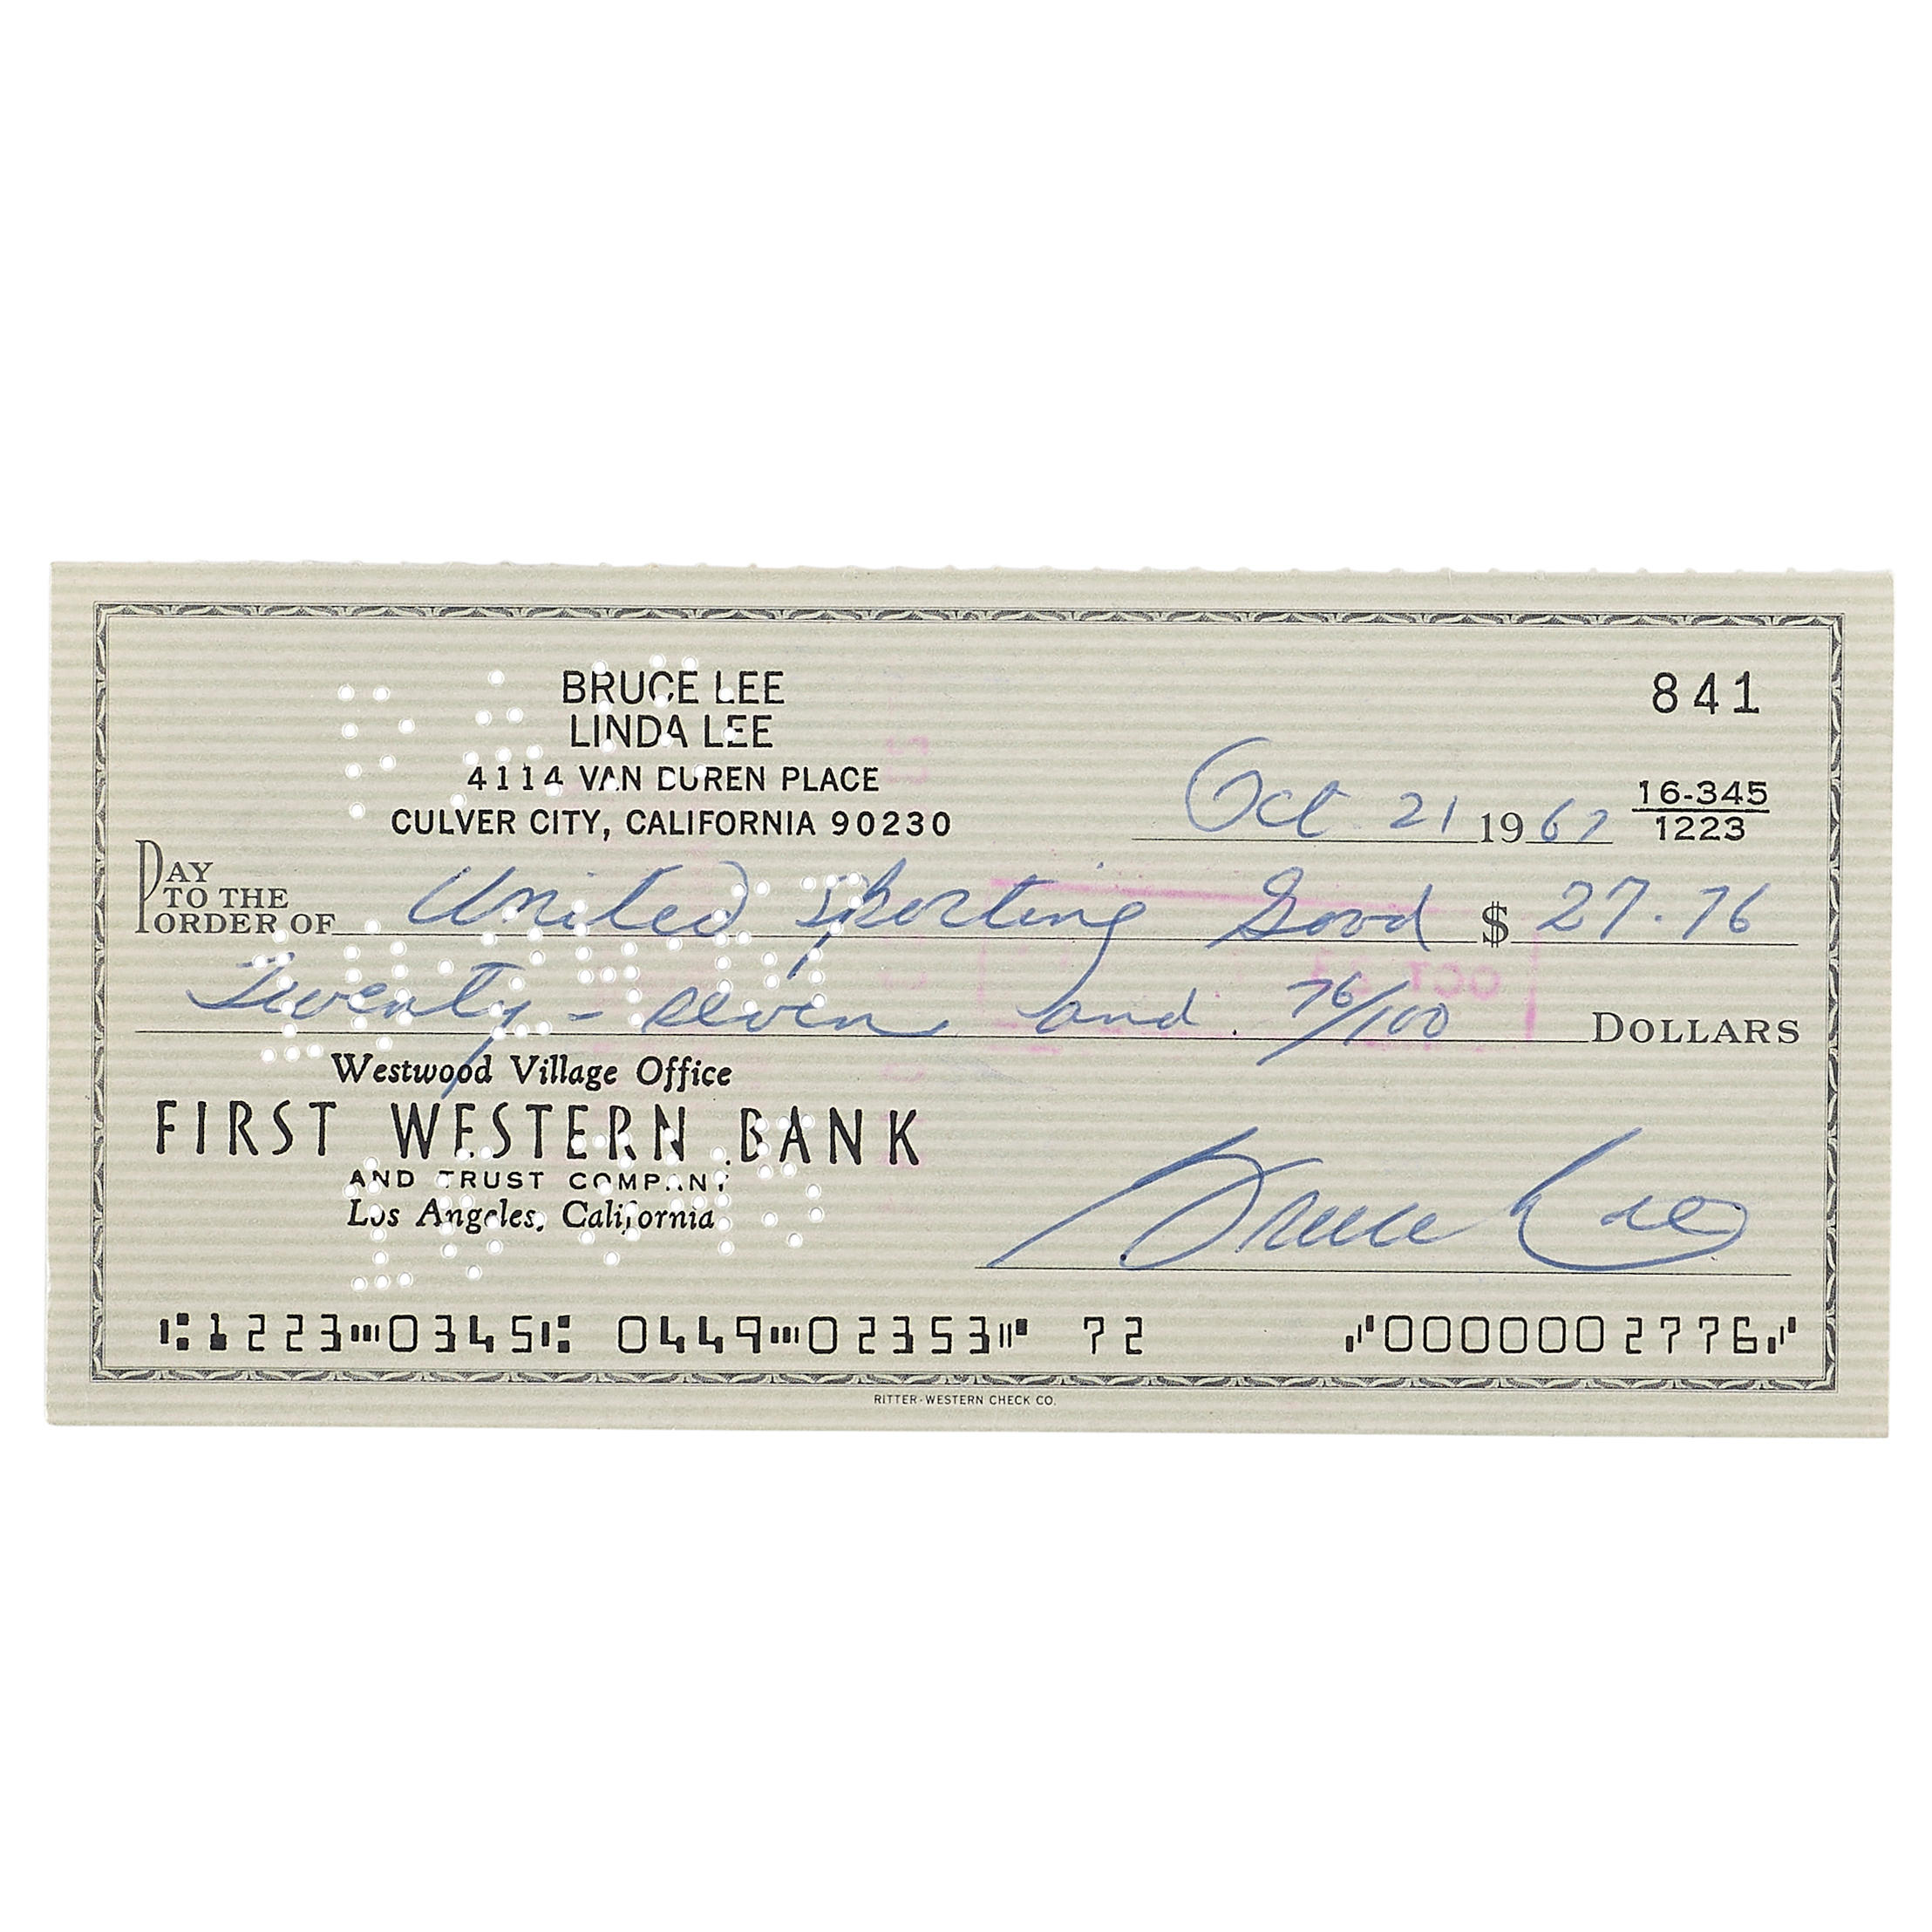 BRUCE LEE
LINDA LEE
4114 VAN BUREN PLACE
CULVER CITY, CALIFORNIA 90230
841
Oct 21 1967
16-345
1223
PAY TO THE ORDER OF United Sporting Good $ 27.76
Twenty - seven and 76/100 DOLLARS
Westwood Village Office
FIRST WESTERN BANK
AND TRUST COMPANY
Los Angeles, California
Bruce Lee
⑆1223⑉0345⑆ 0449⑉02353⑈ 72 ⑇0000002776⑇
RITTER-WESTERN CHECK CO.